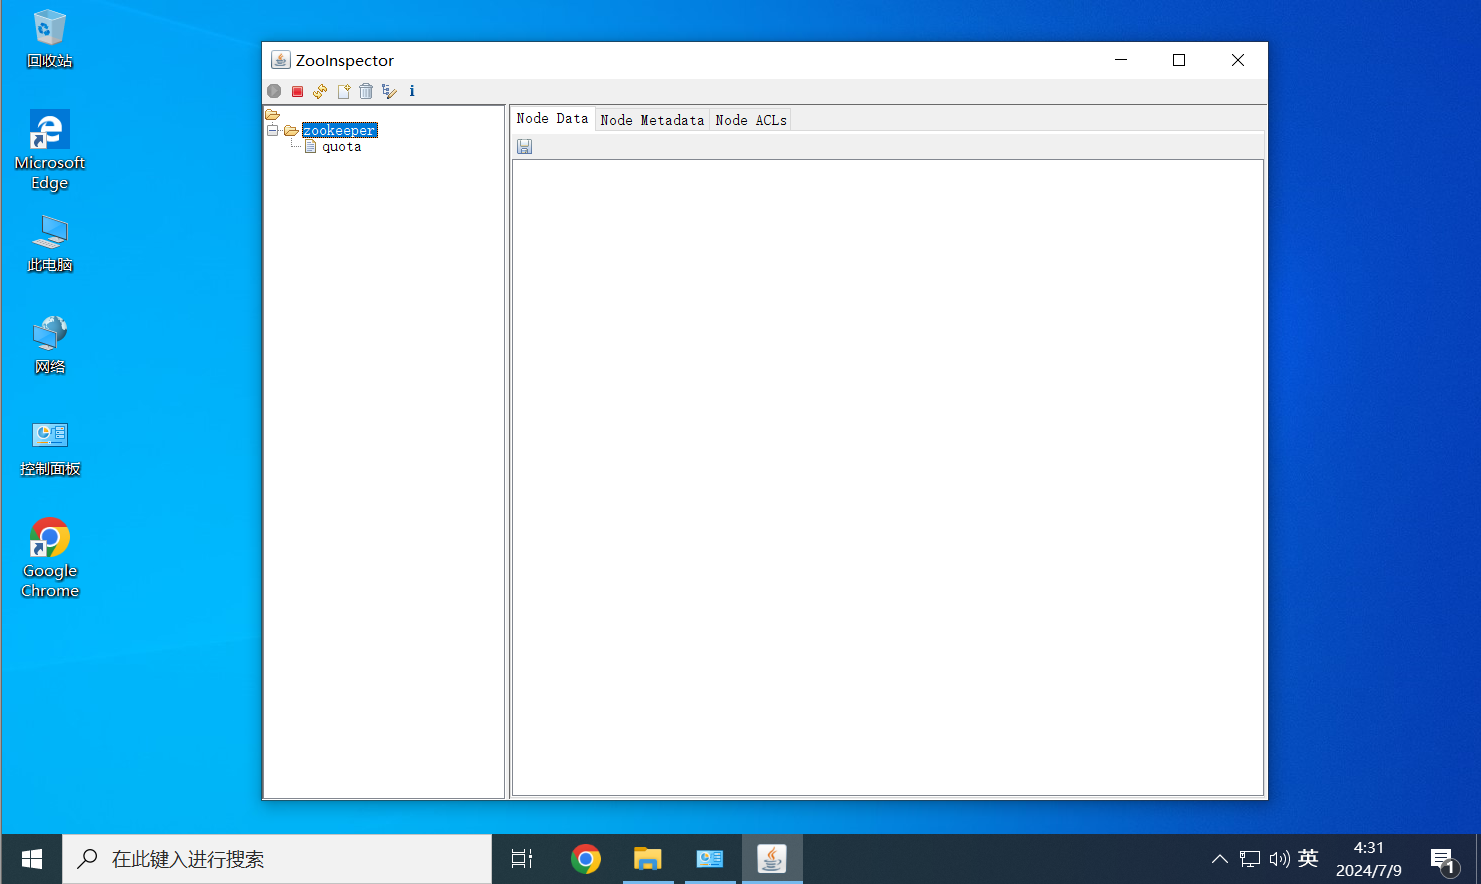 回收站
Microsoft
Edge
此电脑
网络
控制面板
Google
Chrome
ZooInspector
zookeeper
quota
Node Data
Node Metadata
Node ACLs
在此键入进行搜索
英
4:31
2024/7/9
1